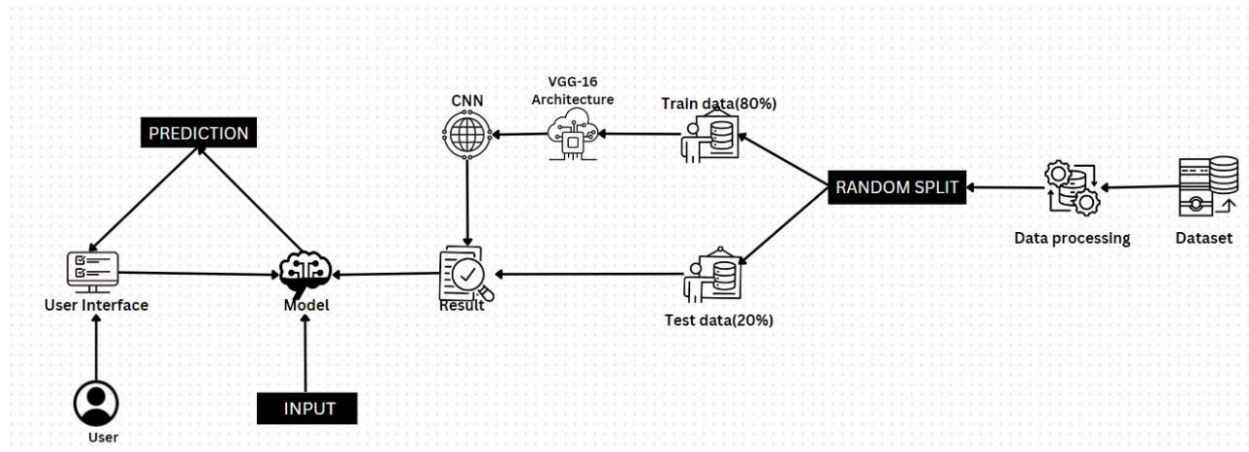 VGG-16
Architecture
CNN
Train data(80%)
PREDICTION
RANDOM SPLIT
Data processing
Dataset
User Interface
Model
Result
Test data(20%)
INPUT
User